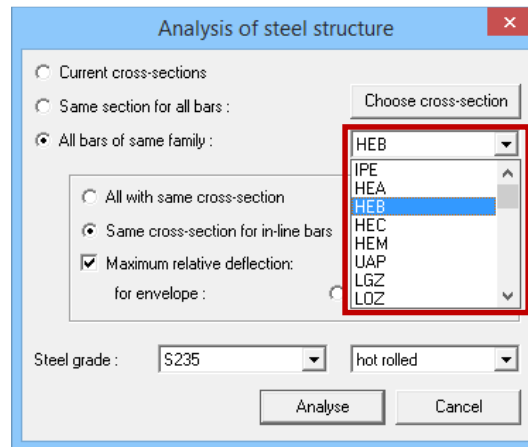 Analysis of steel structure
Current cross-sections
Same section for all bars :
Choose cross-section
All bars of same family :
HEB
IPE
HEA
HEB
HEC
HEM
UAP
LGZ
LOZ
All with same cross-section
Same cross-section for in-line bars
Maximum relative deflection:
for envelope :
Steel grade :
S235
hot rolled
Analyse
Cancel